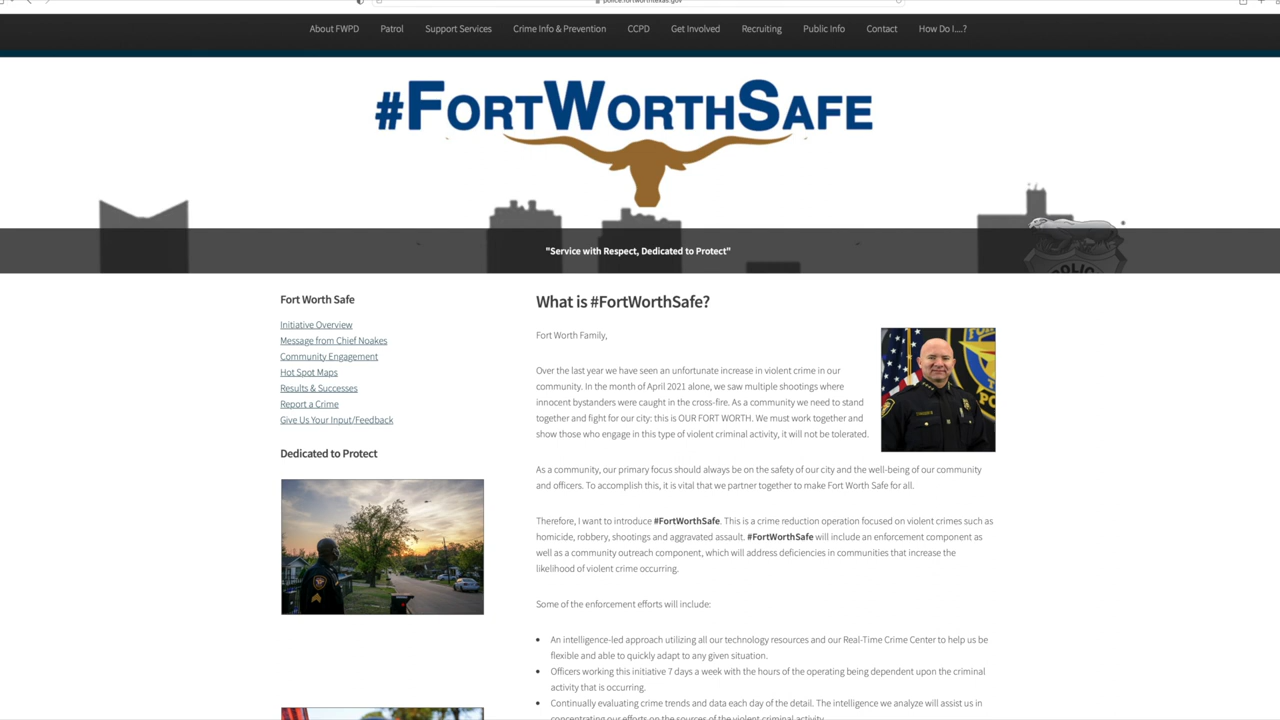 police.fortworthtexas.gov
About FWPD Patrol Support Services Crime Info & Prevention CCPD Get Involved Recruiting Public Info Contact How Do I....?
#FORTWORTHSAFE
"Service with Respect, Dedicated to Protect"
POLIC
Fort Worth Safe
Initiative Overview
Message from Chief Noakes
Community Engagement
Hot Spot Maps
Results & Successes
Report a Crime
Give Us Your Input/Feedback
Dedicated to Protect
What is #FortWorthSafe?
Fort Worth Family,
Over the last year we have seen an unfortunate increase in violent crime in our
community. In the month of April 2021 alone, we saw multiple shootings where
innocent bystanders were caught in the cross-fire. As a community we need to stand
together and fight for our city: this is OUR FORT WORTH. We must work together and
show those who engage in this type of violent criminal activity, it will not be tolerated.
As a community, our primary focus should always be on the safety of our city and the well-being of our community
and officers. To accomplish this, it is vital that we partner together to make Fort Worth Safe for all.
Therefore, I want to introduce #FortWorthSafe. This is a crime reduction operation focused on violent crimes such as
homicide, robbery, shootings and aggravated assault. #FortWorthSafe will include an enforcement component as
well as a community outreach component, which will address deficiencies in communities that increase the
likelihood of violent crime occurring.
Some of the enforcement efforts will include:
• An intelligence-led approach utilizing all our technology resources and our Real-Time Crime Center to help us be
flexible and able to quickly adapt to any given situation.
• Officers working this initiative 7 days a week with the hours of the operating being dependent upon the criminal
activity that is occurring.
• Continually evaluating crime trends and data each day of the detail. The intelligence we analyze will assist us in
concentrating our efforts on the sources of the violent criminal activity.